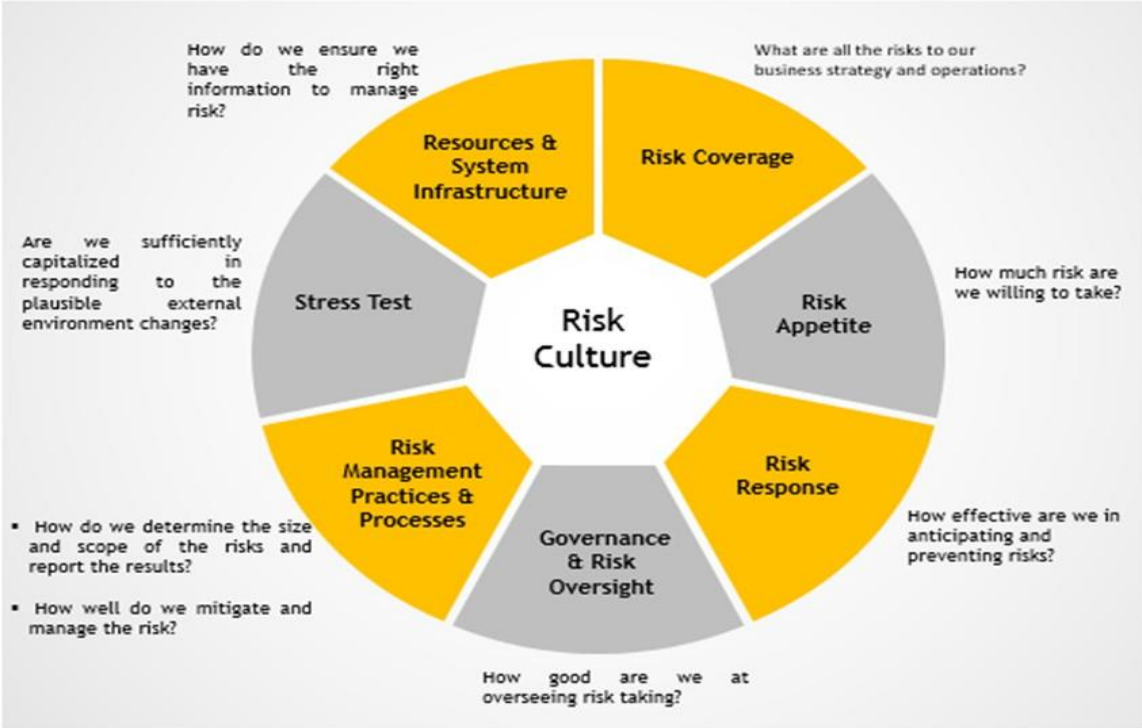 How do we ensure we
have the right
information to manage
risk?
What are all the risks to our
business strategy and operations?
Resources &
System
Infrastructure
Risk Coverage
Are we sufficiently
capitalized in
responding to the
plausible external
environment changes?
Stress Test
Risk
Culture
Risk
Appetite
How much risk are
we willing to take?
Risk
Management
Practices &
Processes
Risk
Response
▪ How do we determine the size
and scope of the risks and
report the results?
▪ How well do we mitigate and
manage the risk?
Governance
& Risk
Oversight
How effective are we in
anticipating and
preventing risks?
How good are we at
overseeing risk taking?